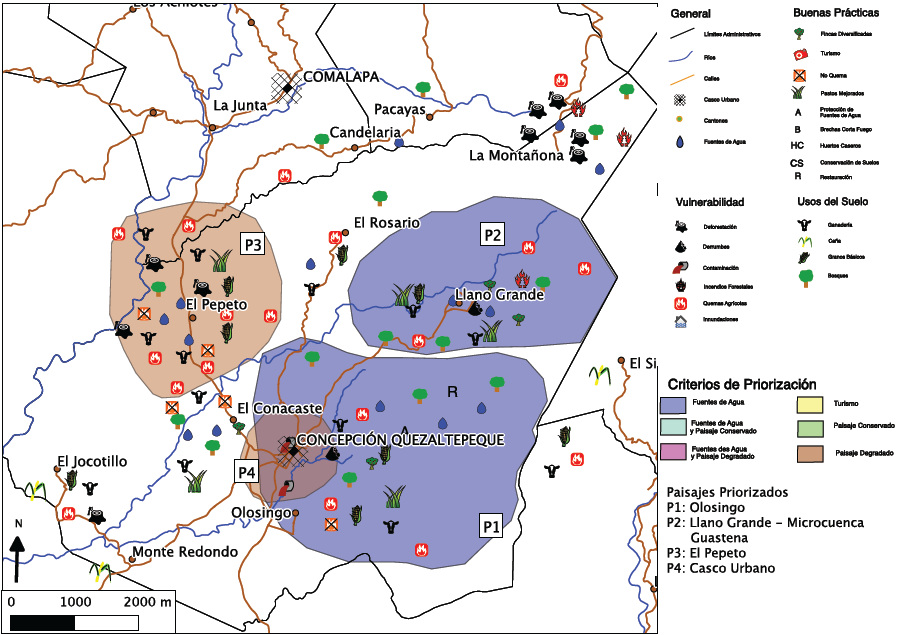 Los Achiotes
COMALAPA
La Junta
Pacayas
Candelaria
La Montañona
El Rosario
P2
P3
Llano Grande
El Pepeto
El Si
El Conacaste
A
R
CONCEPCIÓN QUEZALTEPEQUE
El Jocotillo
P4
Olosingo
P1
Monte Redondo
N
0 1000 2000 m
General
Límites Administrativos
Ríos
Calles
Casco Urbano
Cantones
Fuentes de Agua
Buenas Prácticas
Fincas Diversificadas
Turismo
No Quema
Pastos Mejorados
A Protección de
Fuentes de Agua
B Brechas Corta Fuego
HC Huertos Caseros
CS Conservación de Suelos
R Restauración
Vulnerabilidad
Deforestación
Derrumbes
Contaminación
Incendios Forestales
Quemas Agrícolas
Innundaciones
Usos del Suelo
Ganadería
Caña
Granos Básicos
Bosques
Criterios de Priorización
Fuentes de Agua
Fuentes de Agua
y Paisaje Conservado
Fuentes des Agua
y Paisaje Degradado
Turismo
Paisaje Conservado
Paisaje Degradado
Paisajes Priorizados
P1: Olosingo
P2: Llano Grande – Microcuenca
Guastena
P3: El Pepeto
P4: Casco Urbano